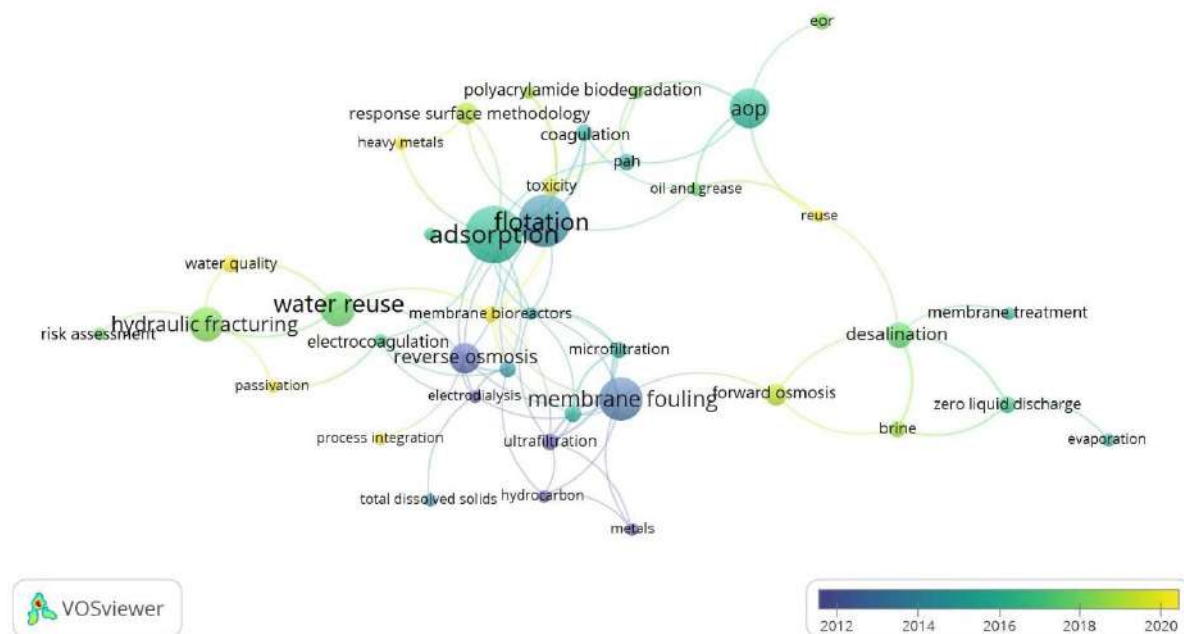 eor
polyacrylamide biodegradation
aop
response surface methodology
coagulation
heavy metals
pah
toxicity
oil and grease
flotation
reuse
adsorption
water quality
water reuse
membrane bioreactors
membrane treatment
hydraulic fracturing
risk assessment
desalination
electrocoagulation
microfiltration
reverse osmosis
passivation
electrodialysis
membrane fouling
forward osmosis
zero liquid discharge
brine
process integration
ultrafiltration
evaporation
total dissolved solids
hydrocarbon
metals
VOSviewer
2012 2014 2016 2018 2020